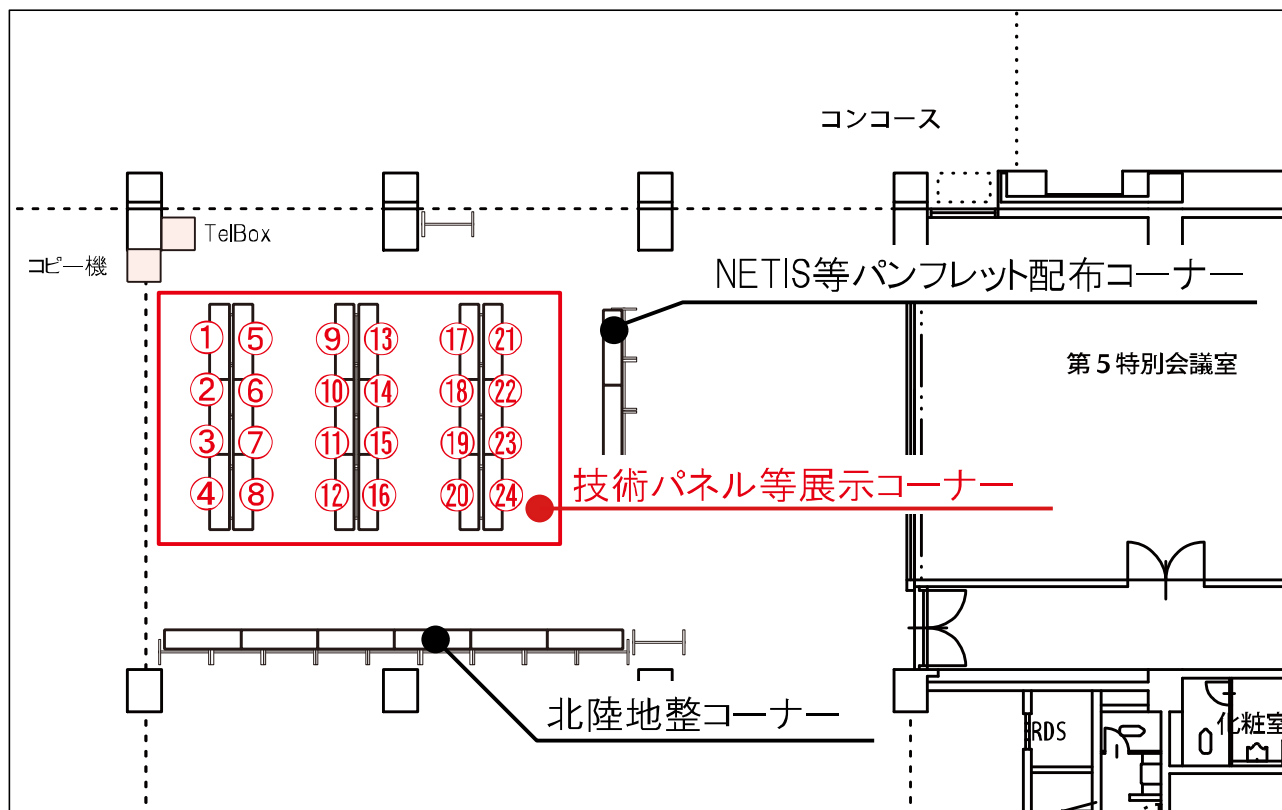 コンコース
TelBox
コピー機
NETIS等パンフレット配布コーナー
① ⑤ ⑨ ⑬ ⑰ ㉑
② ⑥ ⑩ ⑭ ⑱ ㉒
③ ⑦ ⑪ ⑮ ⑲ ㉓
④ ⑧ ⑫ ⑯ ⑳ ㉔
第5特別会議室
技術パネル等展示コーナー
北陸地整コーナー
RDS
化粧室